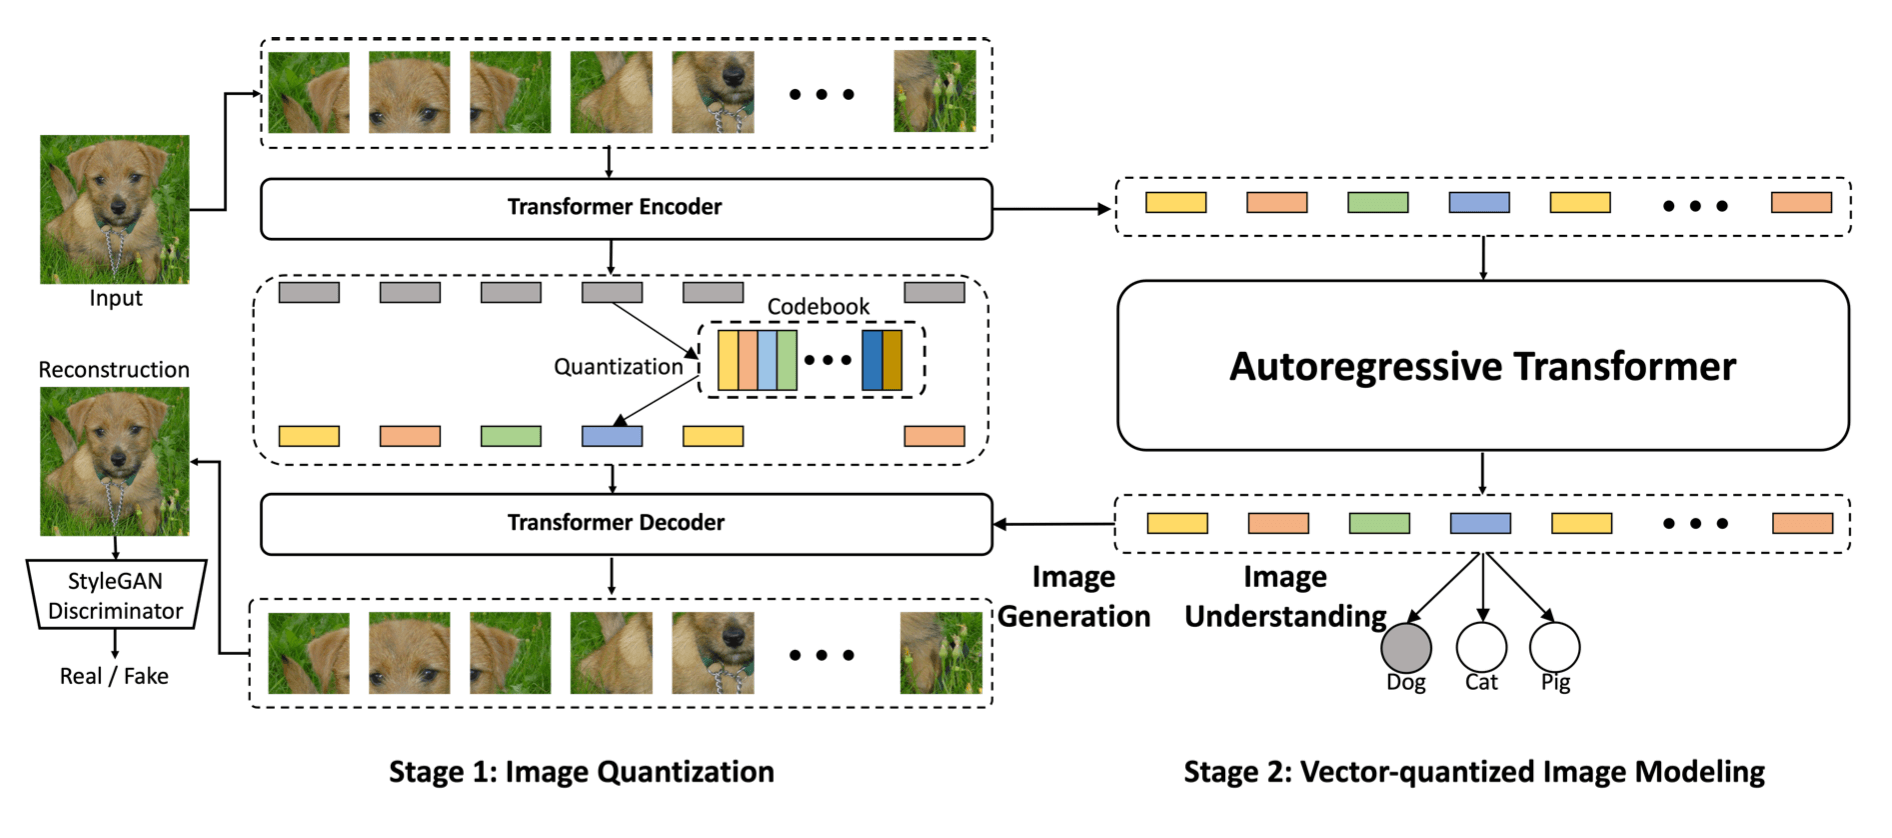 Input
Transformer Encoder
Codebook
Quantization
Reconstruction
Transformer Decoder
StyleGAN
Discriminator
Real / Fake
Stage 1: Image Quantization
Autoregressive Transformer
Image
Generation
Image
Understanding
Dog
Cat
Pig
Stage 2: Vector-quantized Image Modeling